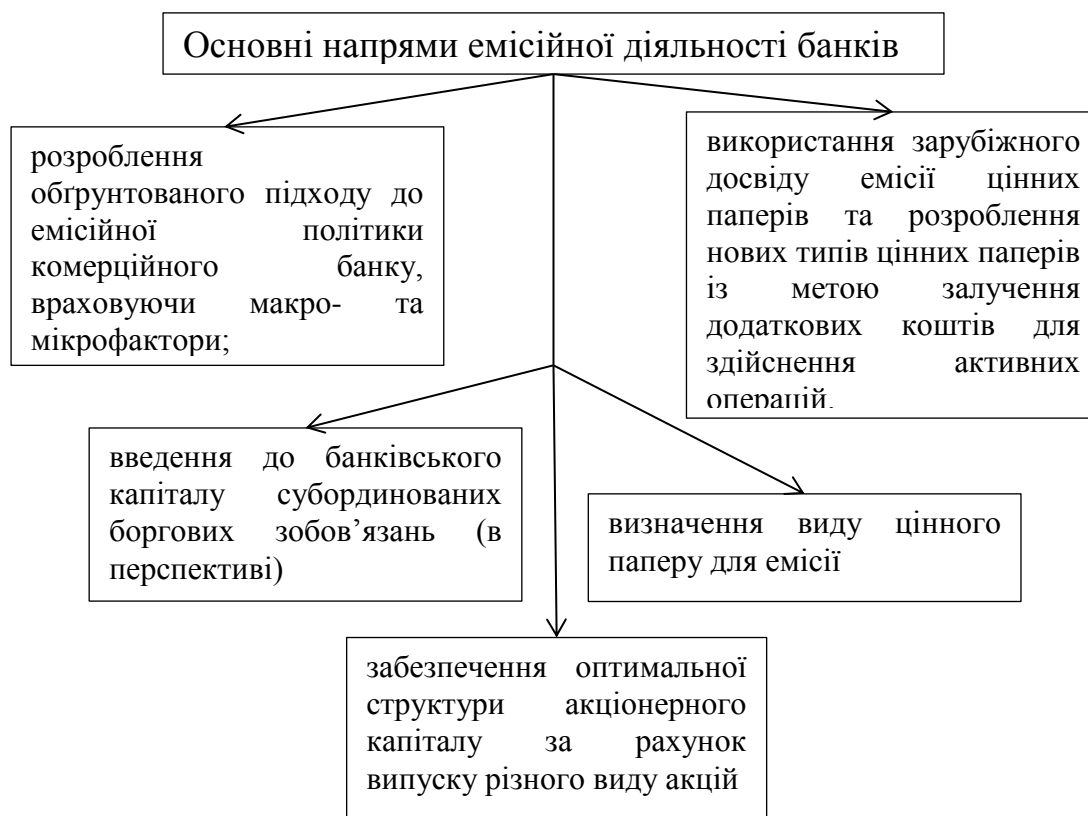 Основні напрями емісійної діяльності банків
розроблення
обґрунтованого підходу до
емісійної політики
комерційного банку,
враховуючи макро- та
мікрофактори;
використання зарубіжного
досвіду емісії цінних
паперів та розроблення
нових типів цінних паперів
із метою залучення
додаткових коштів для
здійснення активних
операцій.
введення до банківського
капіталу субординованих
боргових зобов’язань (в
перспективі)
визначення виду цінного
паперу для емісії
забезпечення оптимальної
структури акціонерного
капіталу за рахунок
випуску різного виду акцій